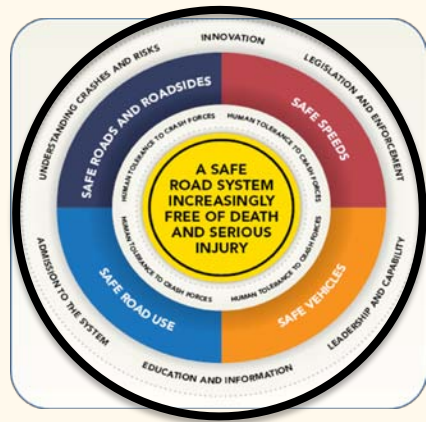 INNOVATION
LEGISLATION AND ENFORCEMENT
LEADERSHIP AND CAPABILITY
EDUCATION AND INFORMATION
ADMISSION TO THE SYSTEM
UNDERSTANDING CRASHES AND RISKS
SAFE ROADS AND ROADSIDES
SAFE SPEEDS
SAFE VEHICLES
SAFE ROAD USE
HUMAN TOLERANCE TO CRASH FORCES
HUMAN TOLERANCE TO CRASH FORCES
HUMAN TOLERANCE TO CRASH FORCES
HUMAN TOLERANCE TO CRASH FORCES
A SAFE
ROAD SYSTEM
INCREASINGLY
FREE OF DEATH
AND SERIOUS
INJURY